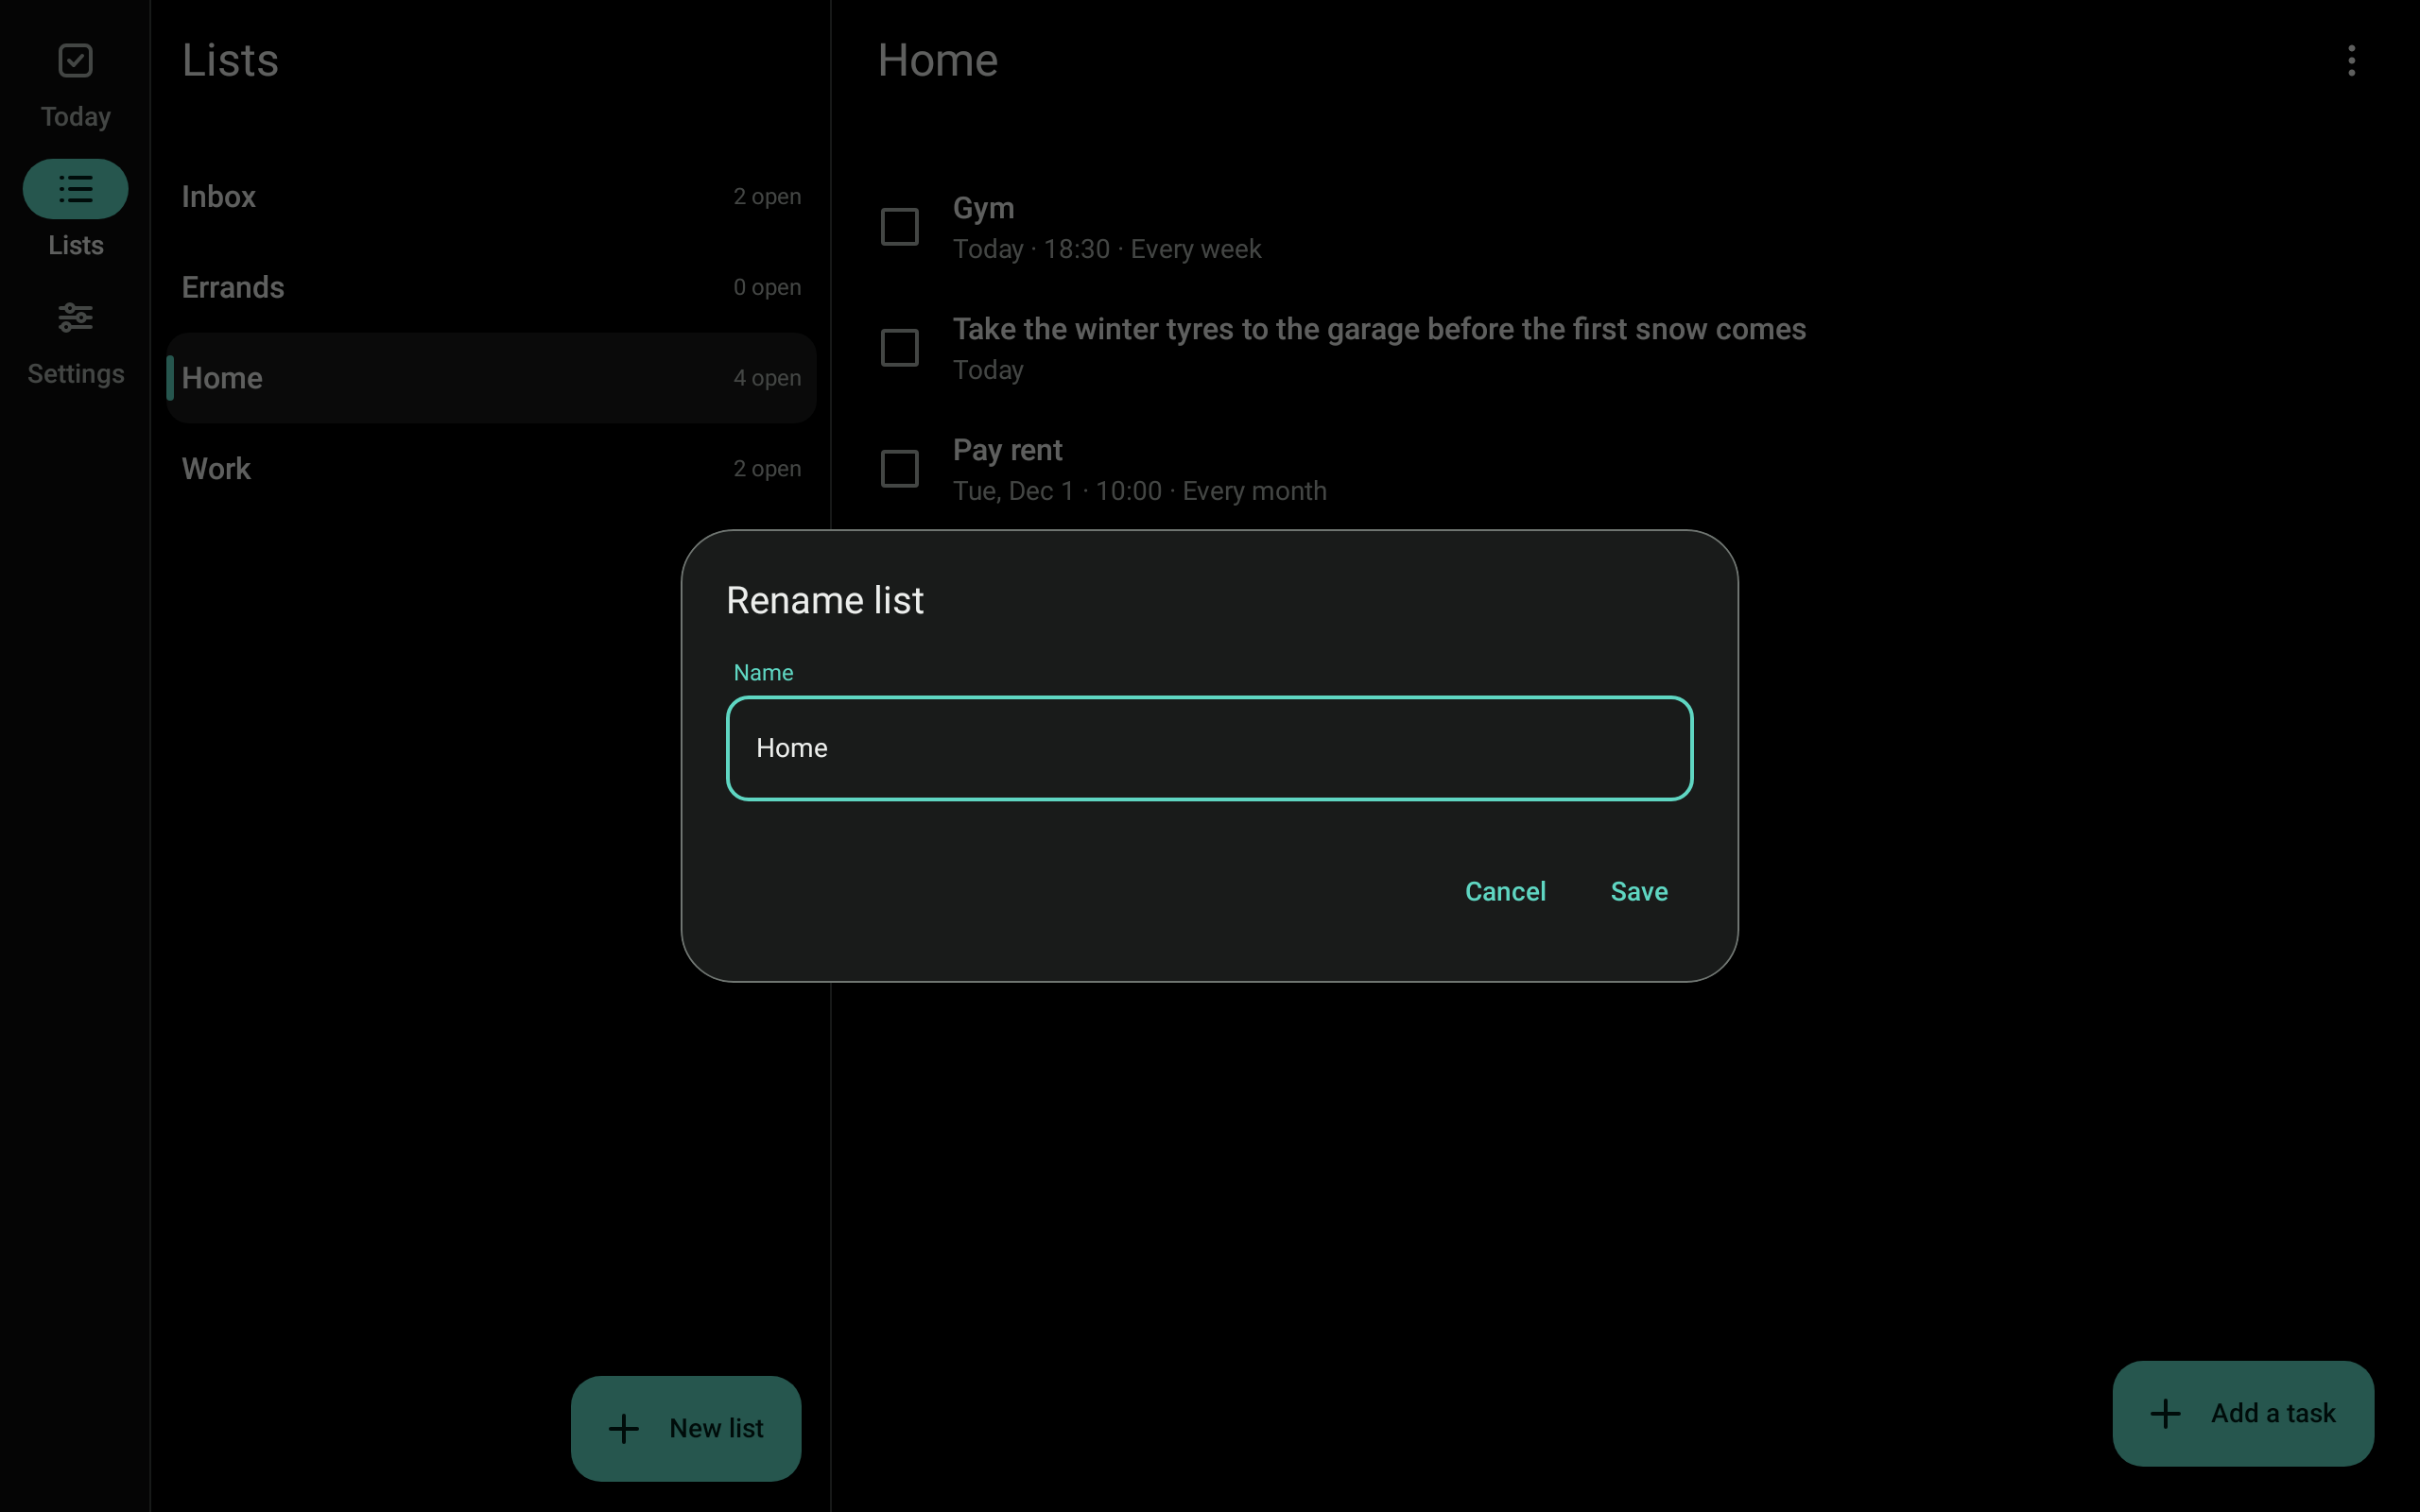 Today
Lists
Settings
Lists
Inbox
2 open
Errands
0 open
Home
4 open
Work
2 open
New list
Home
Gym
Today · 18:30 · Every week
Take the winter tyres to the garage before the first snow comes
Today
Pay rent
Tue, Dec 1 · 10:00 · Every month
Rename list
Name
Home
Cancel
Save
Add a task